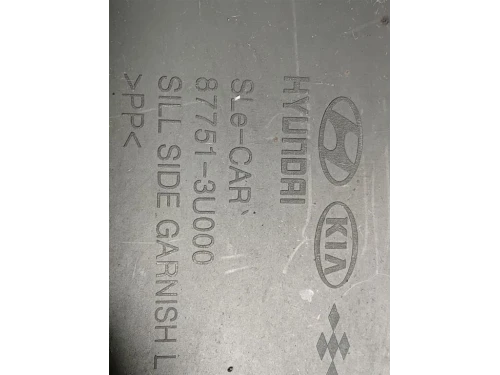 HYUNDAI KIA
SLe-CAR
87751-3U000
SILL SIDE GARNISH L
>PP<